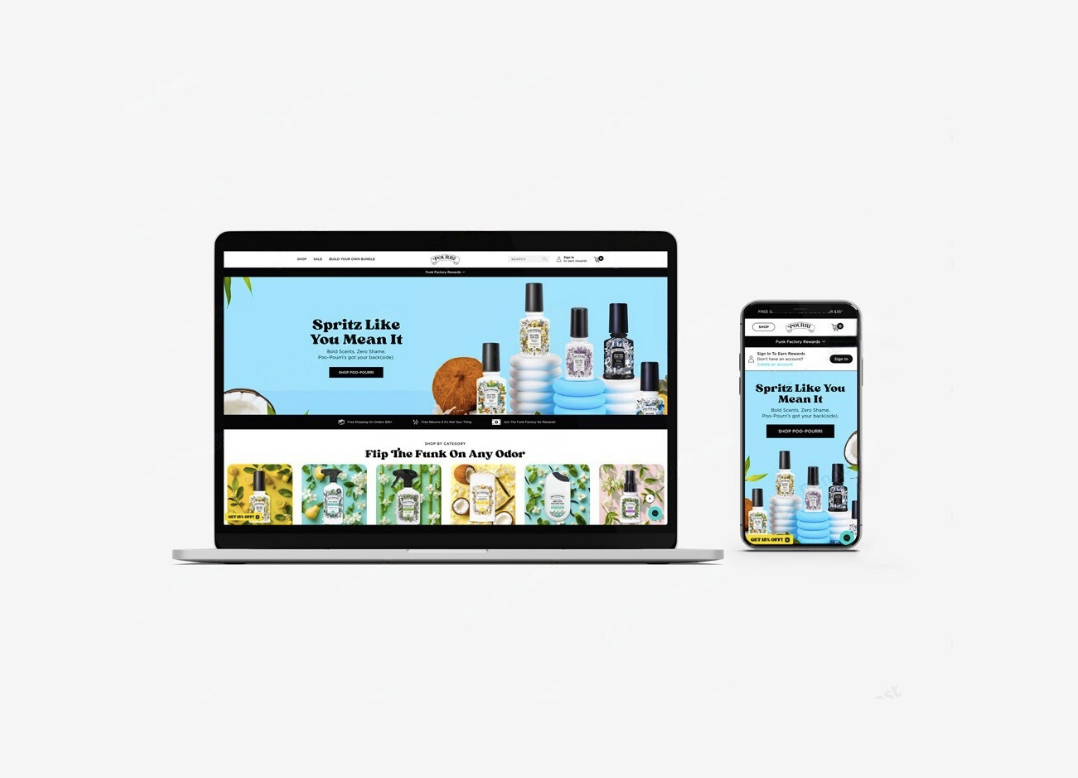 SHOP SALE BUILD YOUR OWN BUNDLE
POURRI
SEARCH
Sign in
to earn rewards
0
Funk Factory Rewards
Spritz Like
You Mean It
Bold Scents, Zero Shame.
Poo~Pourri's got your back(side).
SHOP POO~POURRI
Free Shipping On Orders
Free Returns If It's Not Your Thing
Join The Funk Factory for Rewards!
SHOP BY CATEGORY
Flip The Funk On Any Odor
GET 15% OFF!
FREE
SHOP
POURRI
0
Funk Factory Rewards
Sign In To Earn Rewards
Don't have an account?
Create an account
Sign in
Spritz Like You
Mean It
Bold Scents, Zero Shame.
Poo~Pourri's got your back(side).
SHOP POO~POURRI
GET 15% OFF!